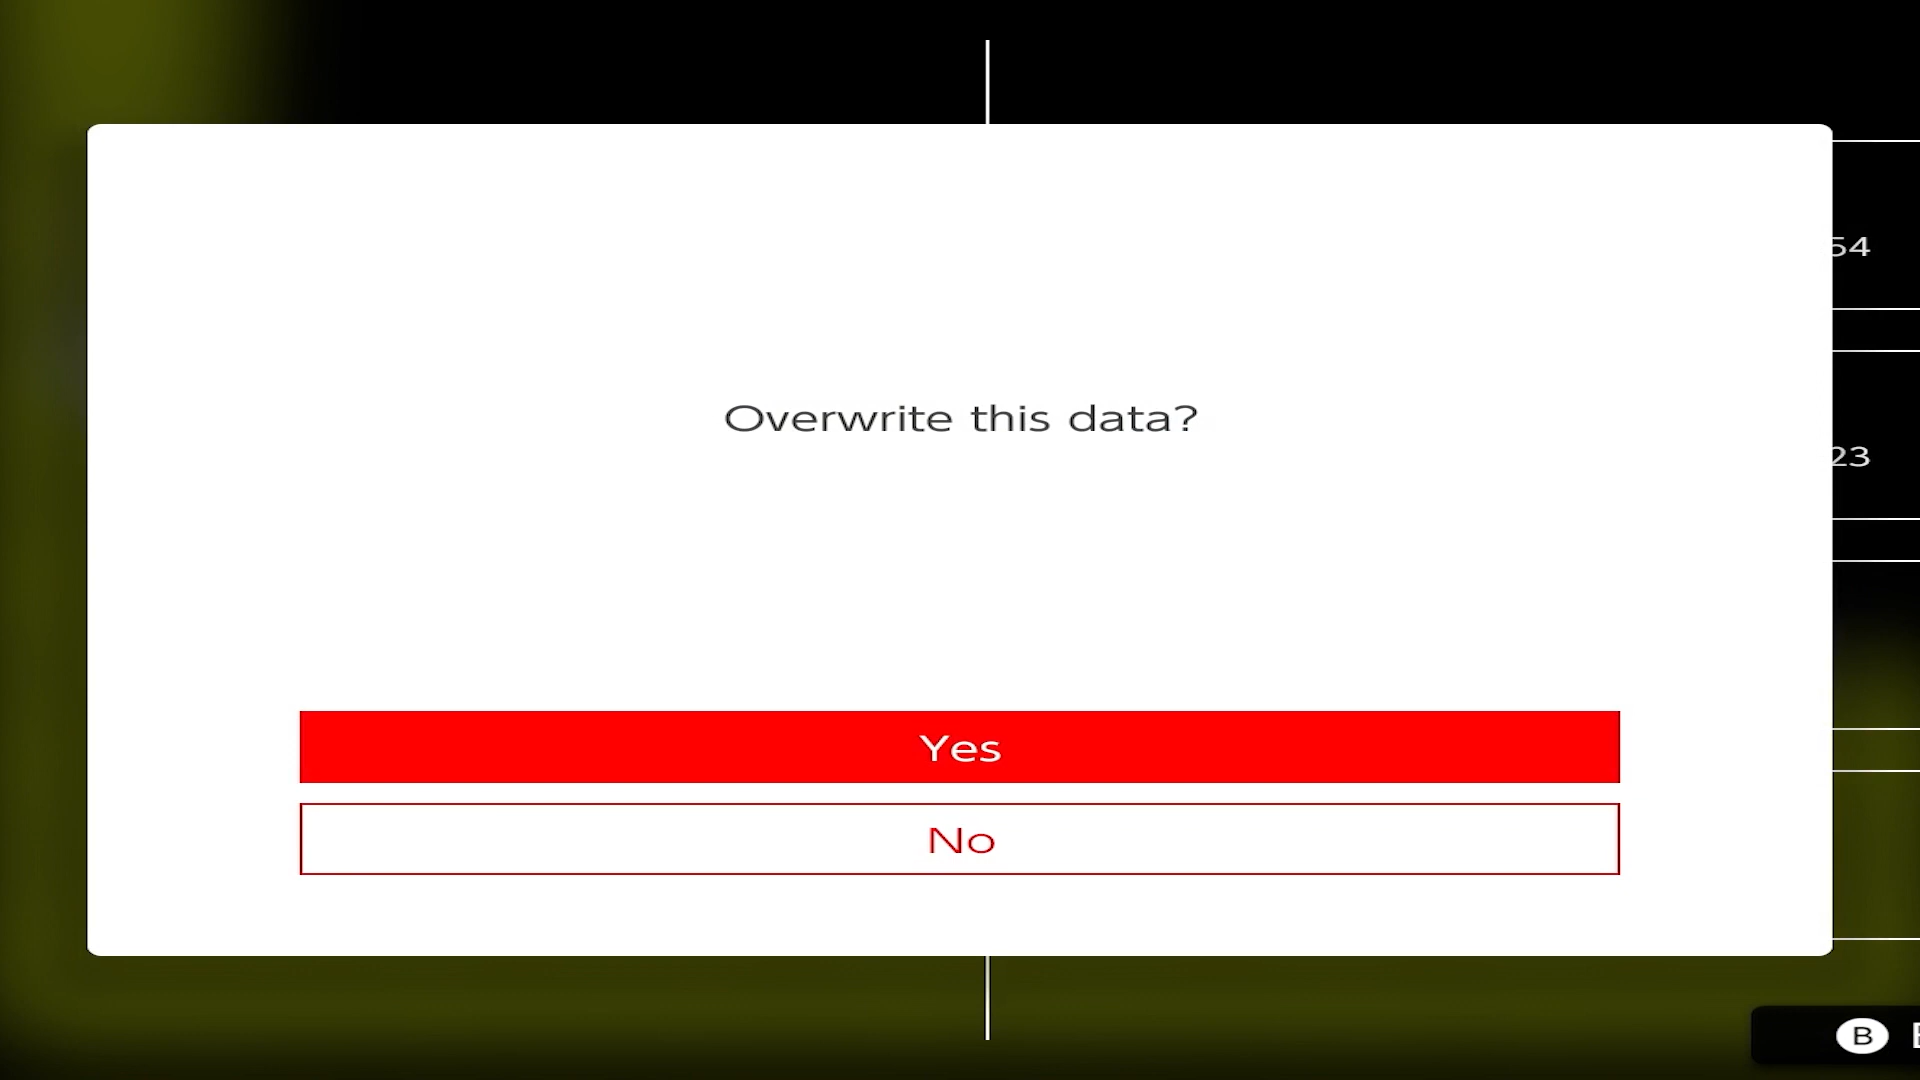 54
Overwrite this data?
23
Yes
No
B